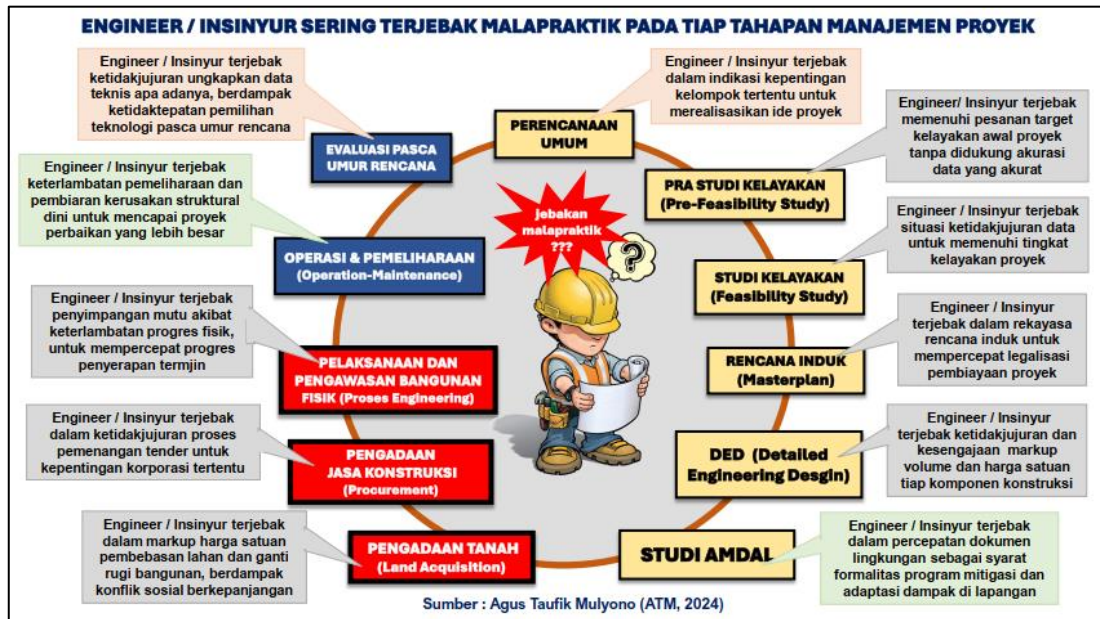 ENGINEER / INSINYUR SERING TERJEBAK MALAPRAKTIK PADA TIAP TAHAPAN MANAJEMEN PROYEK
Engineer / Insinyur terjebak
ketidakjujuran ungkapkan data
teknis apa adanya, berdampak
ketidaktepatan pemilihan
teknologi pasca umur rencana
EVALUASI PASCA
UMUR RENCANA
Engineer / Insinyur terjebak
dalam indikasi kepentingan
kelompok tertentu untuk
merealisasikan ide proyek
PERENCANAAN
UMUM
Engineer/ Insinyur terjebak
memenuhi pesanan target
kelayakan awal proyek
tanpa didukung akurasi
data yang akurat
PRA STUDI KELAYAKAN
(Pre-Feasibility Study)
Engineer / Insinyur terjebak
keterlambatan pemeliharaan dan
pembiaran kerusakan struktural
dini untuk mencapai proyek
perbaikan yang lebih besar
OPERASI & PEMELIHARAAN
(Operation-Maintenance)
jebakan
malapraktik
???
?
Engineer / Insinyur terjebak
situasi ketidakjujuran data
untuk memenuhi tingkat
kelayakan proyek
STUDI KELAYAKAN
(Feasibility Study)
Engineer / Insinyur terjebak
penyimpangan mutu akibat
keterlambatan progres fisik,
untuk mempercepat progres
penyerapan termjin
PELAKSANAAN DAN
PENGAWASAN BANGUNAN
FISIK (Proses Engineering)
Engineer / Insinyur
terjebak dalam rekayasa
rencana induk untuk
mempercepat legalisasi
pembiayaan proyek
RENCANA INDUK
(Masterplan)
Engineer / Insinyur terjebak
dalam ketidakjujuran proses
pemenangan tender untuk
kepentingan korporasi tertentu
PENGADAAN
JASA KONSTRUKSI
(Procurement)
Engineer / Insinyur
terjebak ketidakjujuran dan
kesengajaan markup
volume dan harga satuan
tiap komponen konstruksi
DED (Detailed
Engineering Desgin)
Engineer / Insinyur terjebak
dalam markup harga satuan
pembebasan lahan dan ganti
rugi bangunan, berdampak
konflik sosial berkepanjangan
PENGADAAN TANAH
(Land Acquisition)
STUDI AMDAL
Engineer / Insinyur terjebak
dalam percepatan dokumen
lingkungan sebagai syarat
formalitas program mitigasi dan
adaptasi dampak di lapangan
Sumber : Agus Taufik Mulyono (ATM, 2024)